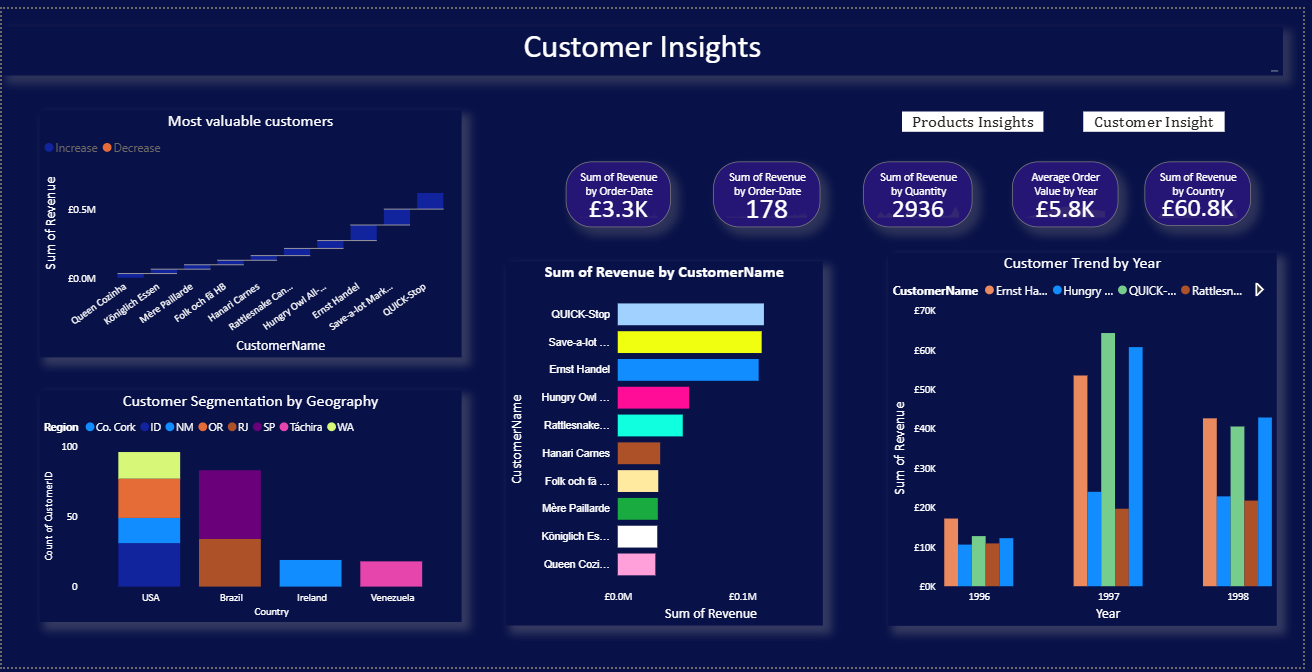 Customer Insights
Most valuable customers
Increase Decrease
Sum of Revenue
£0.5M
£0.0M
Queen Cozinha
Königlich Essen
Mère Paillarde
Folk och fä HB
Hanari Carnes
Rattlesnake Can...
Hungry Owl All-...
Ernst Handel
Save-a-lot Mark...
QUICK-Stop
CustomerName
Products Insights
Customer Insight
Sum of Revenue
by Order-Date
£3.3K
Sum of Revenue
by Order-Date
178
Sum of Revenue
by Quantity
2936
Average Order
Value by Year
£5.8K
Sum of Revenue
by Country
£60.8K
Customer Segmentation by Geography
Region Co. Cork ID NM OR RJ SP Táchira WA
Count of CustomerID
100
50
0
USA
Brazil
Ireland
Venezuela
Country
Sum of Revenue by CustomerName
CustomerName
QUICK-Stop
Save-a-lot ...
Ernst Handel
Hungry Owl ...
Rattlesnake...
Hanari Carnes
Folk och fä ...
Mère Paillarde
Königlich Es...
Queen Cozi...
£0.0M
£0.1M
Sum of Revenue
Customer Trend by Year
CustomerName Ernst Ha... Hungry ... QUICK-... Rattlesn...
Sum of Revenue
£70K
£60K
£50K
£40K
£30K
£20K
£10K
£0K
1996
1997
1998
Year